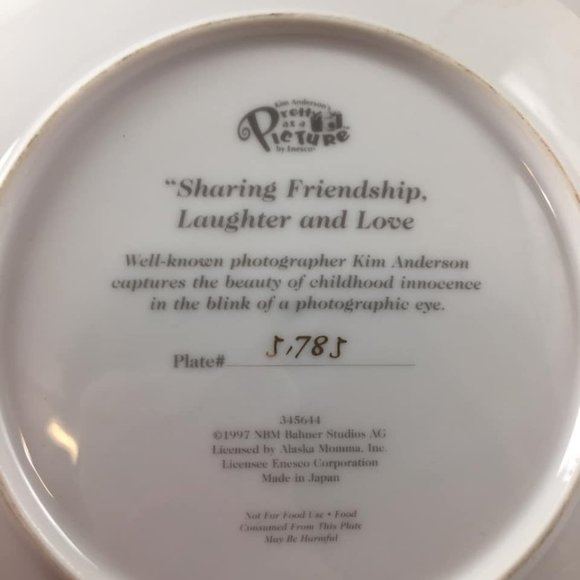 Kim Anderson's
Pretty
as a
Picture™
by Enesco®
"Sharing Friendship,
Laughter and Love
Well-known photographer Kim Anderson
captures the beauty of childhood innocence
in the blink of a photographic eye.
Plate# 5,785
345644
©1997 NBM Bahner Studios AG
Licensed by Alaska Momma, Inc.
Licensee Enesco Corporation
Made in Japan
Not For Food Use • Food
Consumed From This Plate
May Be Harmful